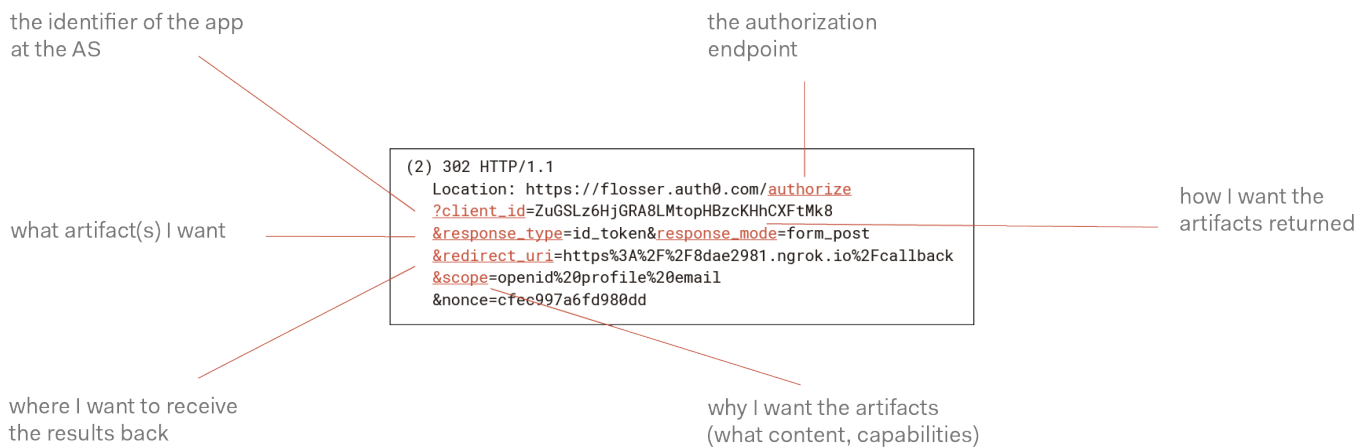 the identifier of the app
at the AS
the authorization
endpoint
(2) 302 HTTP/1.1
Location: https://flosser.auth0.com/authorize
?client_id=ZuGSLz6HjGRA8LMtopHBzcKHhCXFtMk8
&response_type=id_token&response_mode=form_post
&redirect_uri=https%3A%2F%2F8dae2981.ngrok.io%2Fcallback
&scope=openid%20profile%20email
&nonce=cfec997a6fd980dd
how I want the
artifacts returned
what artifact(s) I want
where I want to receive
the results back
why I want the artifacts
(what content, capabilities)